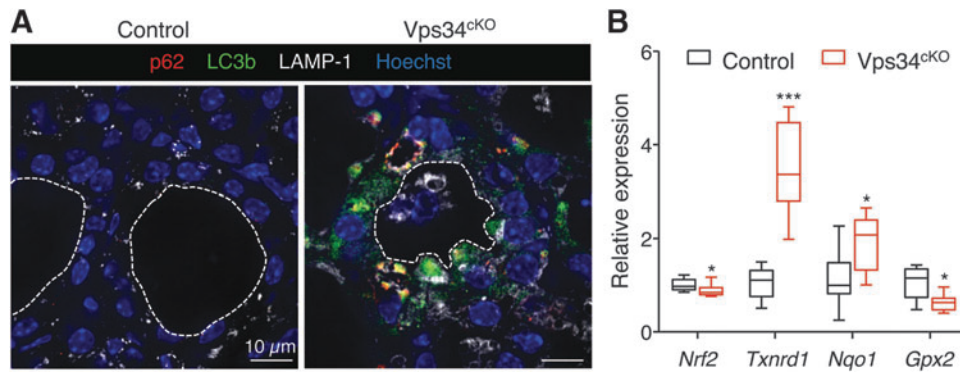 A
Control
Vps34cKO
p62 LC3b LAMP-1 Hoechst
10 µm
B
6
4
2
0
Relative expression
Control
Vps34cKO
***
*
*
*
Nrf2 Txnrd1 Nqo1 Gpx2